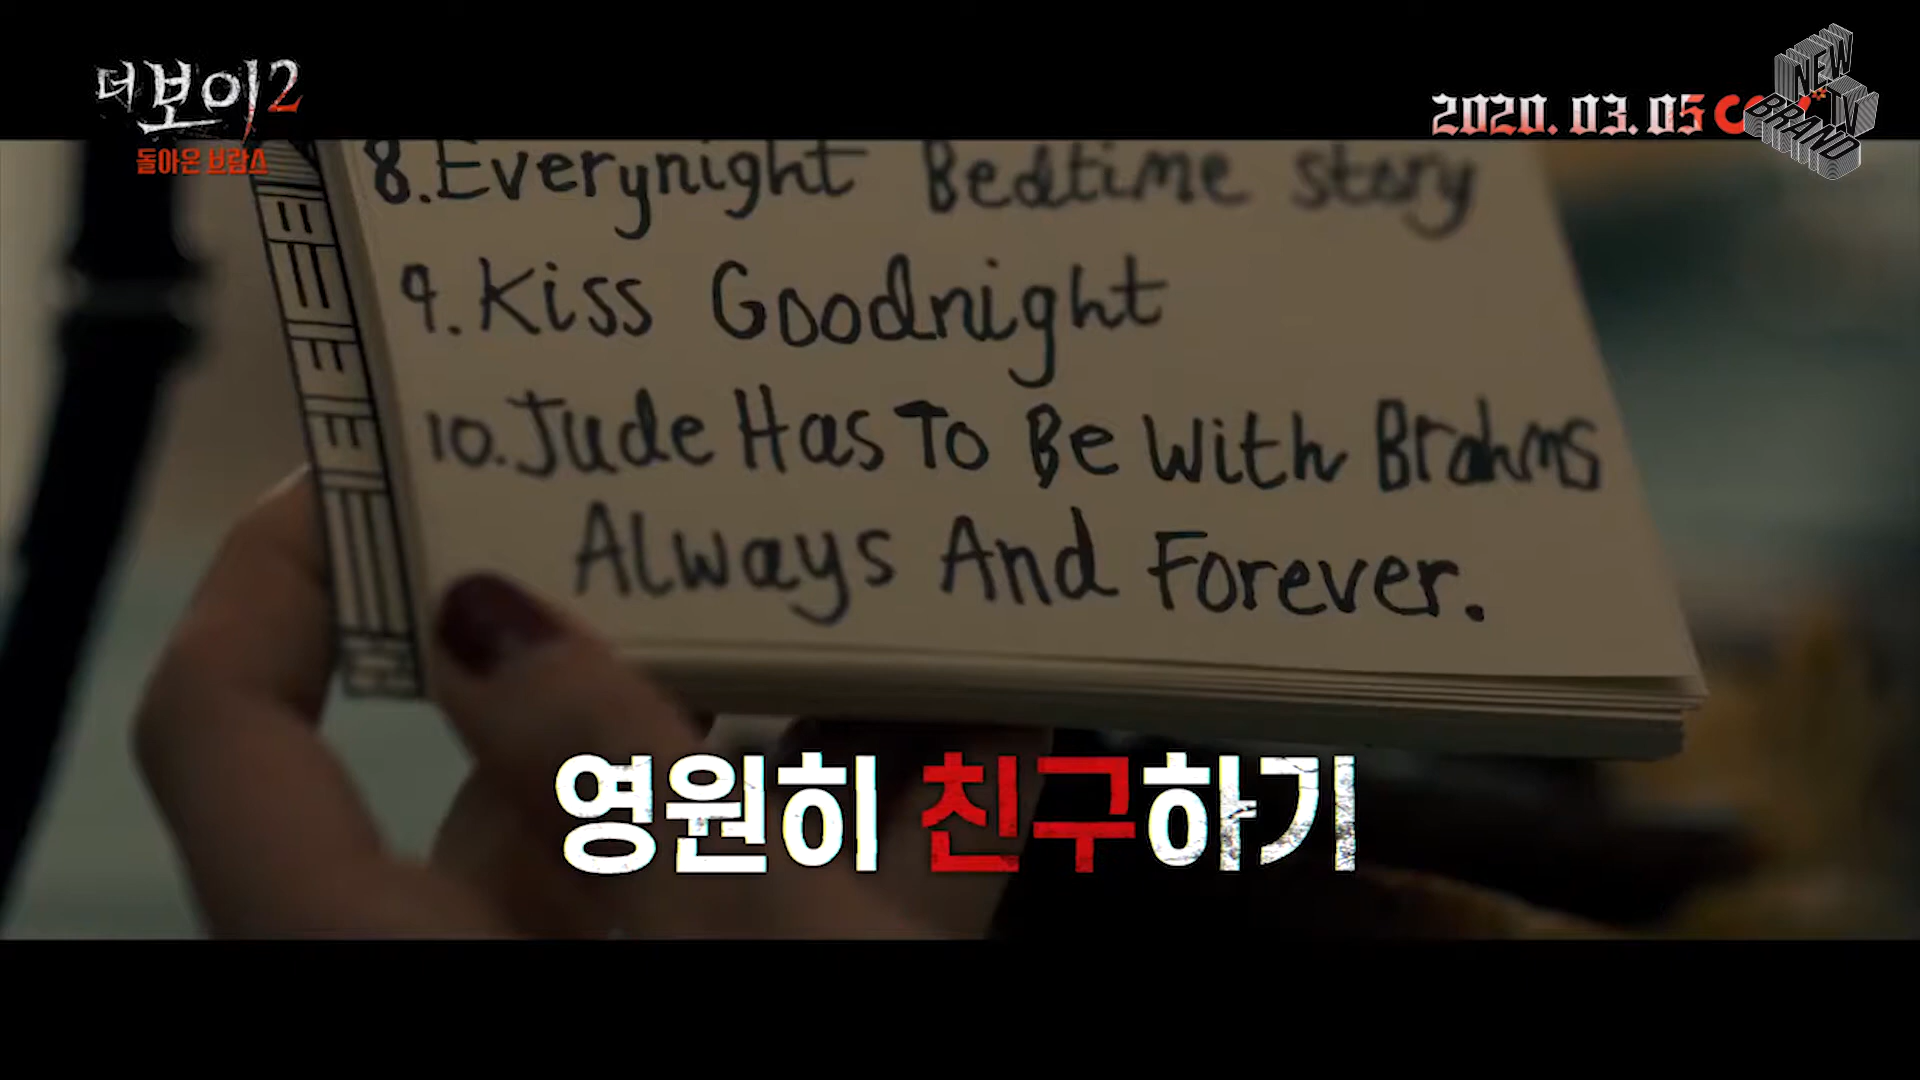 더 보이2
돌아온 브람스
2020. 03. 05
NEW
TV
BRAND
8. Everynight Bedtime Story
9. Kiss Goodnight
10. Jude Has To Be With Brahms
Always And Forever.
영원히 친구하기